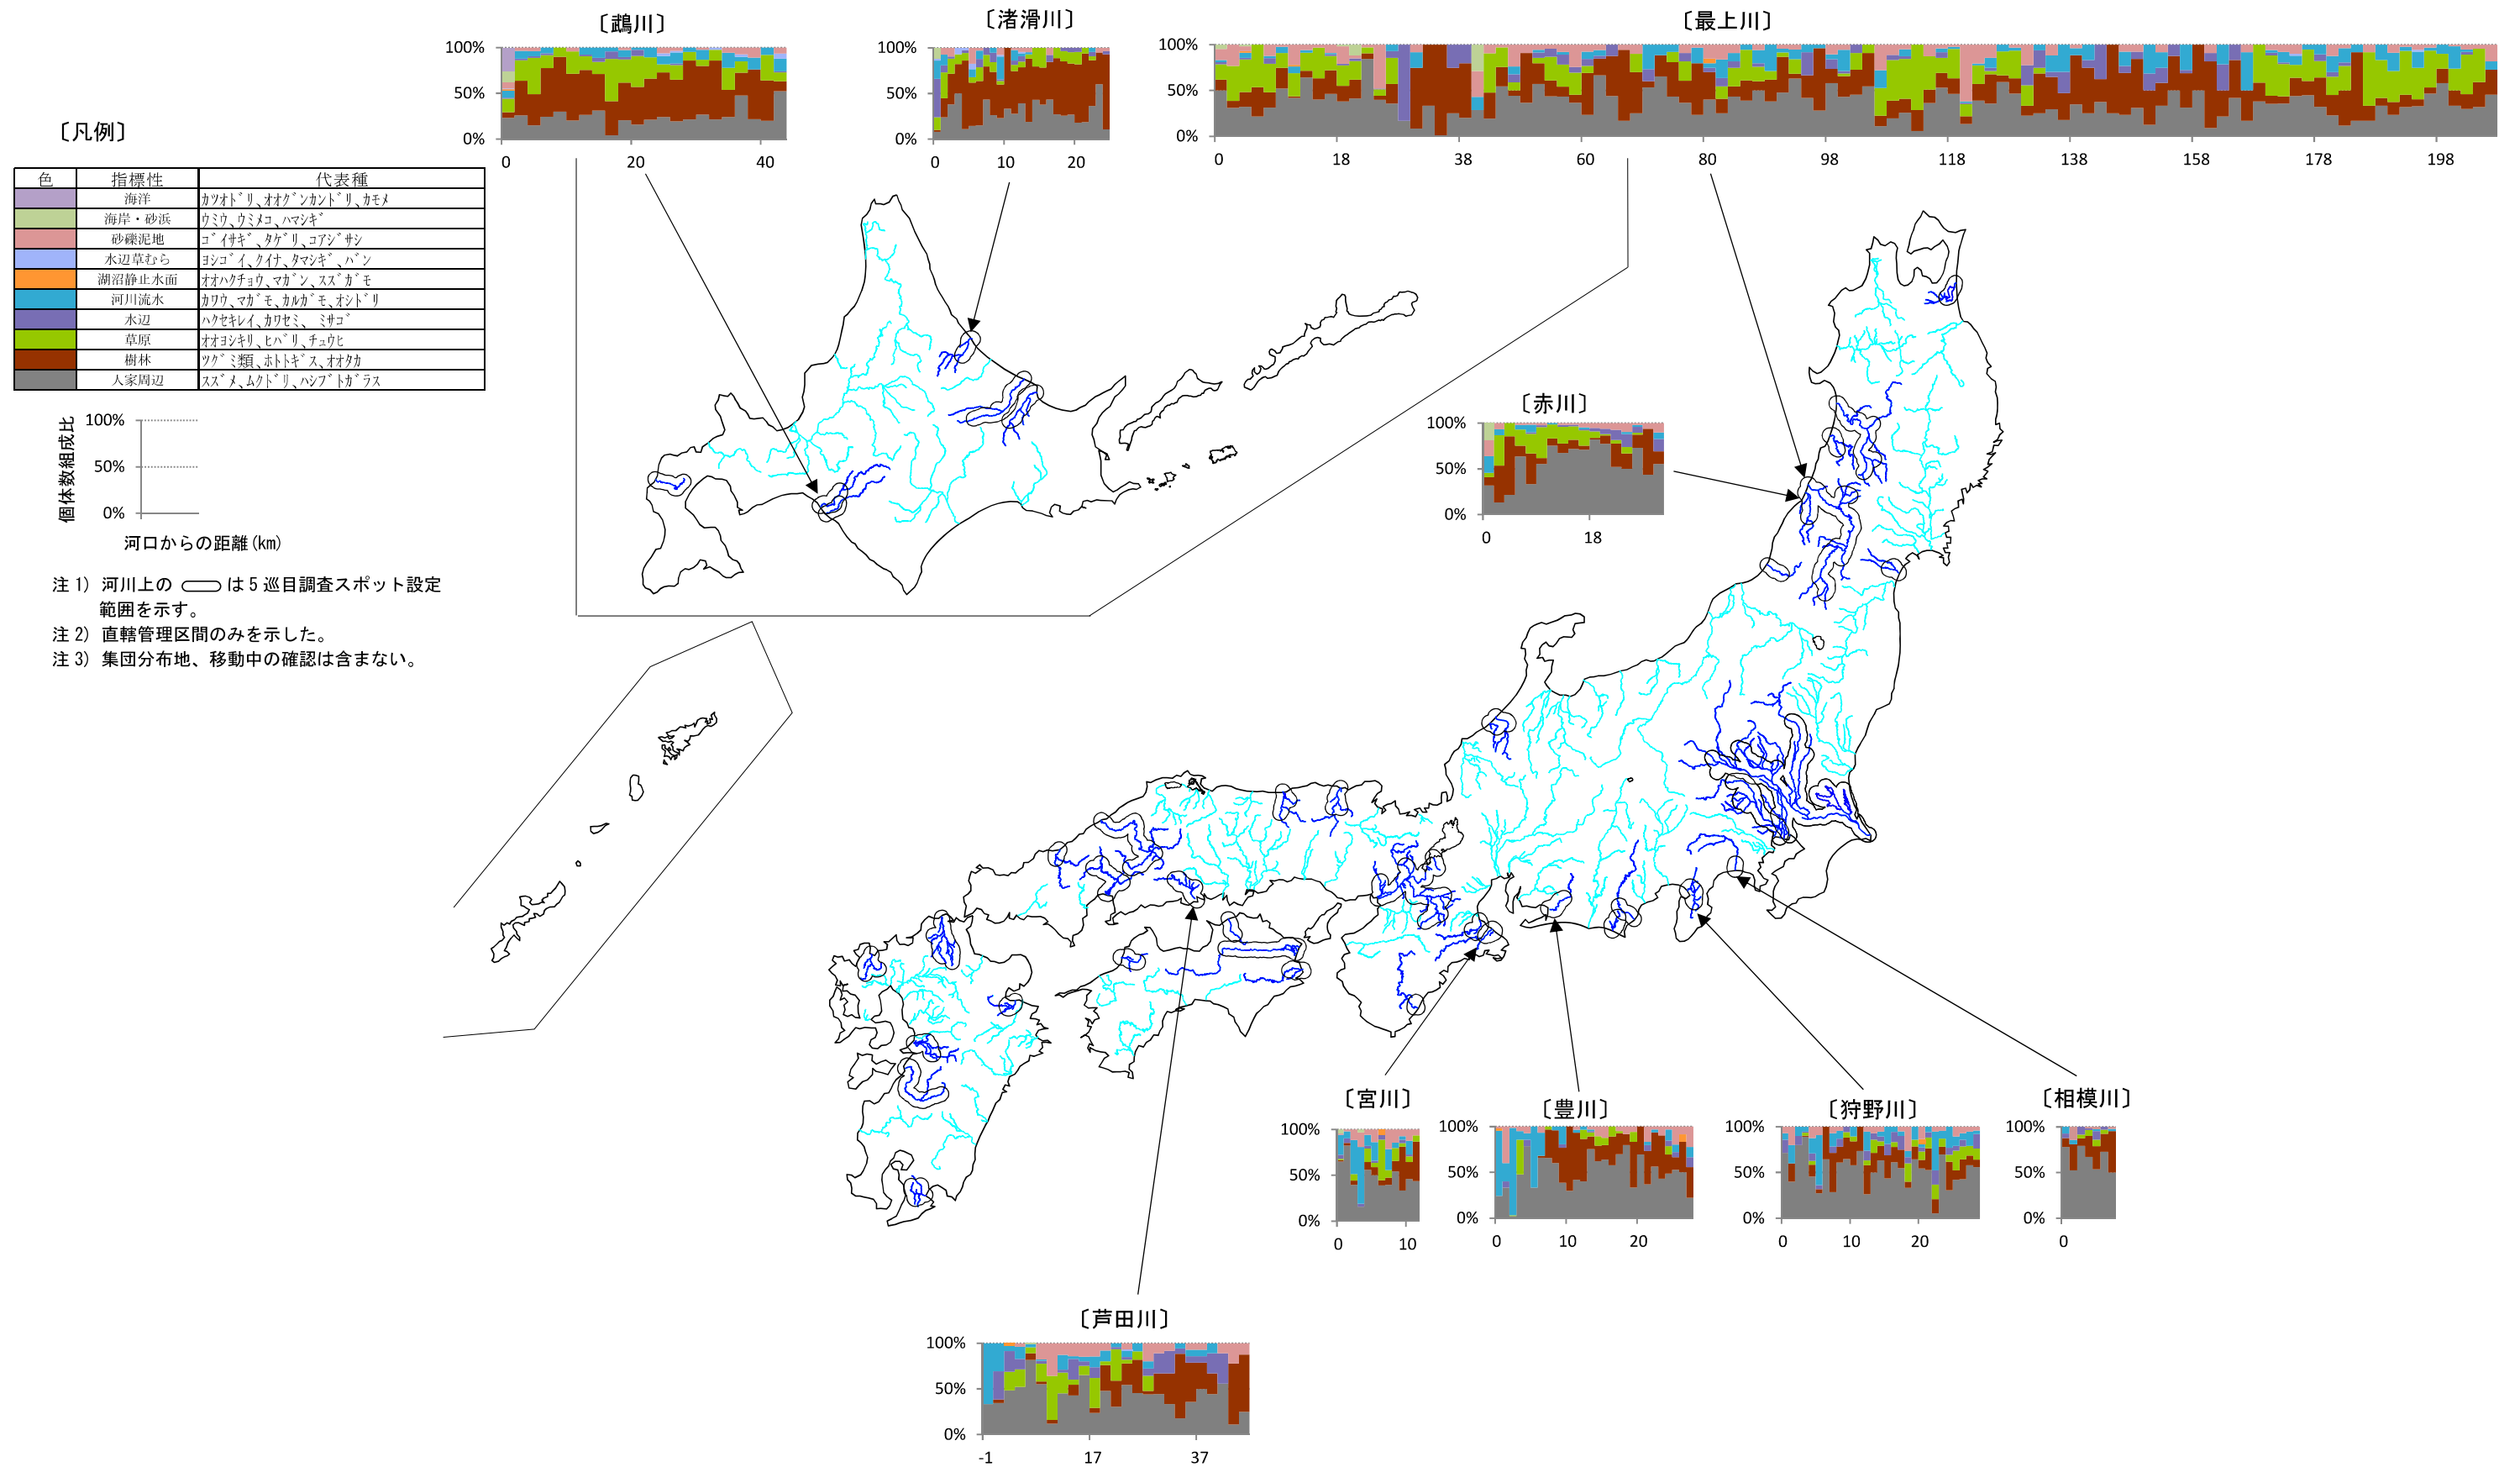 〔鵡川〕
100%
50%
0%
0 20 40
〔渚滑川〕
100%
50%
0%
0 10 20
〔最上川〕
100%
50%
0%
0 18 38 60 80 98 118 138 158 178 198
〔凡例〕
色 指標性 代表種
海洋 ｶﾂｵﾄﾞﾘ､ｵｵｸﾞﾝｶﾝﾄﾞﾘ､ｶﾓﾒ
海岸・砂浜 ｳﾐｳ､ｳﾐﾈｺ､ﾊﾏｼｷﾞ
砂礫泥地 ｺﾞｲｻｷﾞ､ﾀｹﾞﾘ､ｺｱｼﾞｻｼ
水辺草むら ﾖｼｺﾞｲ､ｸｲﾅ､ﾀﾏｼｷﾞ､ﾊﾞﾝ
湖沼静止水面 ｵｵﾊｸﾁｮｳ､ﾏｶﾞﾝ､ｽｽﾞｶﾞﾓ
河川流水 ｶﾜｳ､ﾏｶﾞﾓ､ｶﾙｶﾞﾓ､ｵｼﾄﾞﾘ
水辺 ﾊｸｾｷﾚｲ､ｶﾜｾﾐ､ ﾐｻｺﾞ
草原 ｵｵﾖｼｷﾘ､ﾋﾊﾞﾘ､ﾁｭｳﾋ
樹林 ﾂｸﾞﾐ類､ﾎﾄﾄｷﾞｽ､ｵｵﾀｶ
人家周辺 ｽｽﾞﾒ､ﾑｸﾄﾞﾘ､ﾊｼﾌﾞﾄｶﾞﾗｽ
個体数組成比
100%
50%
0%
河口からの距離(km)
注 1) 河川上の は 5 巡目調査スポット設定
範囲を示す。
注 2) 直轄管理区間のみを示した。
注 3) 集団分布地、移動中の確認は含まない。
〔赤川〕
100%
50%
0%
0 18
〔宮川〕
100%
50%
0%
0 10
〔豊川〕
100%
50%
0%
0 10 20
〔狩野川〕
100%
50%
0%
0 10 20
〔相模川〕
100%
50%
0%
0
〔芦田川〕
100%
50%
0%
-1 17 37